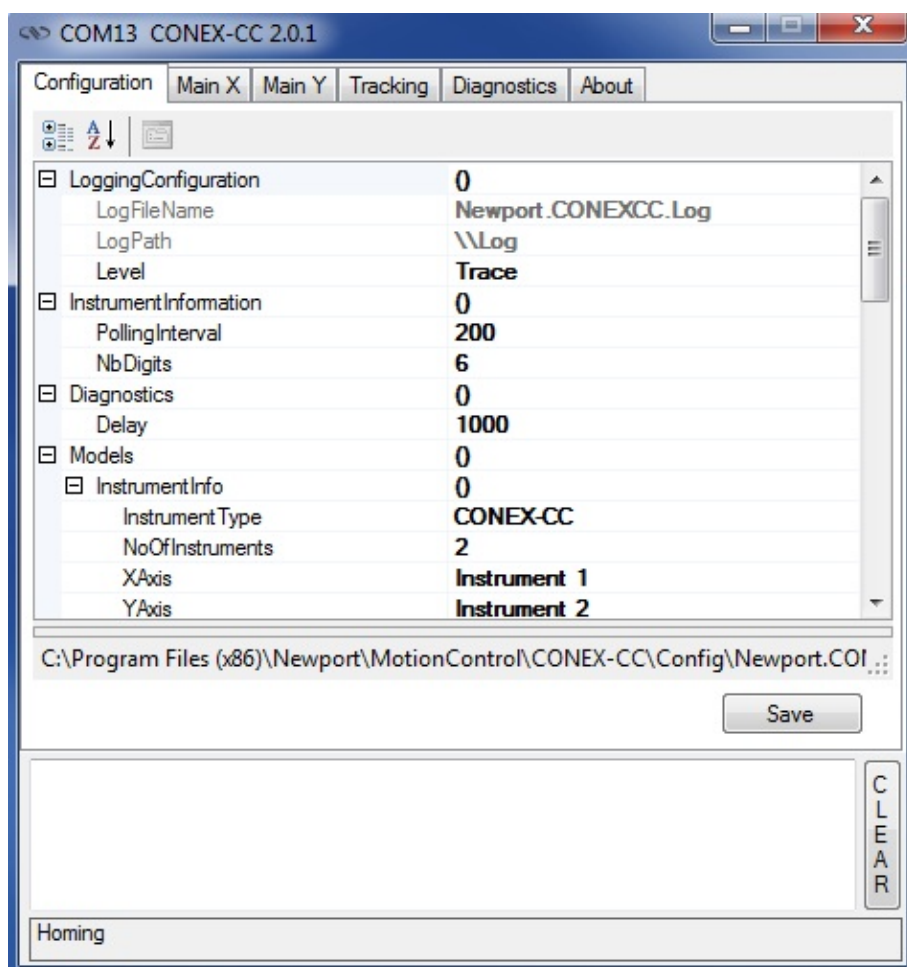 COM13 CONEX-CC 2.0.1
Configuration Main X Main Y Tracking Diagnostics About
A
Z
LoggingConfiguration ()
LogFileName Newport.CONEXCC.Log
LogPath \\Log
Level Trace
InstrumentInformation ()
PollingInterval 200
NbDigits 6
Diagnostics ()
Delay 1000
Models ()
InstrumentInfo ()
InstrumentType CONEX-CC
NoOfInstruments 2
XAxis Instrument 1
YAxis Instrument 2
C:\Program Files (x86)\Newport\MotionControl\CONEX-CC\Config\Newport.CO
Save
C
L
E
A
R
Homing